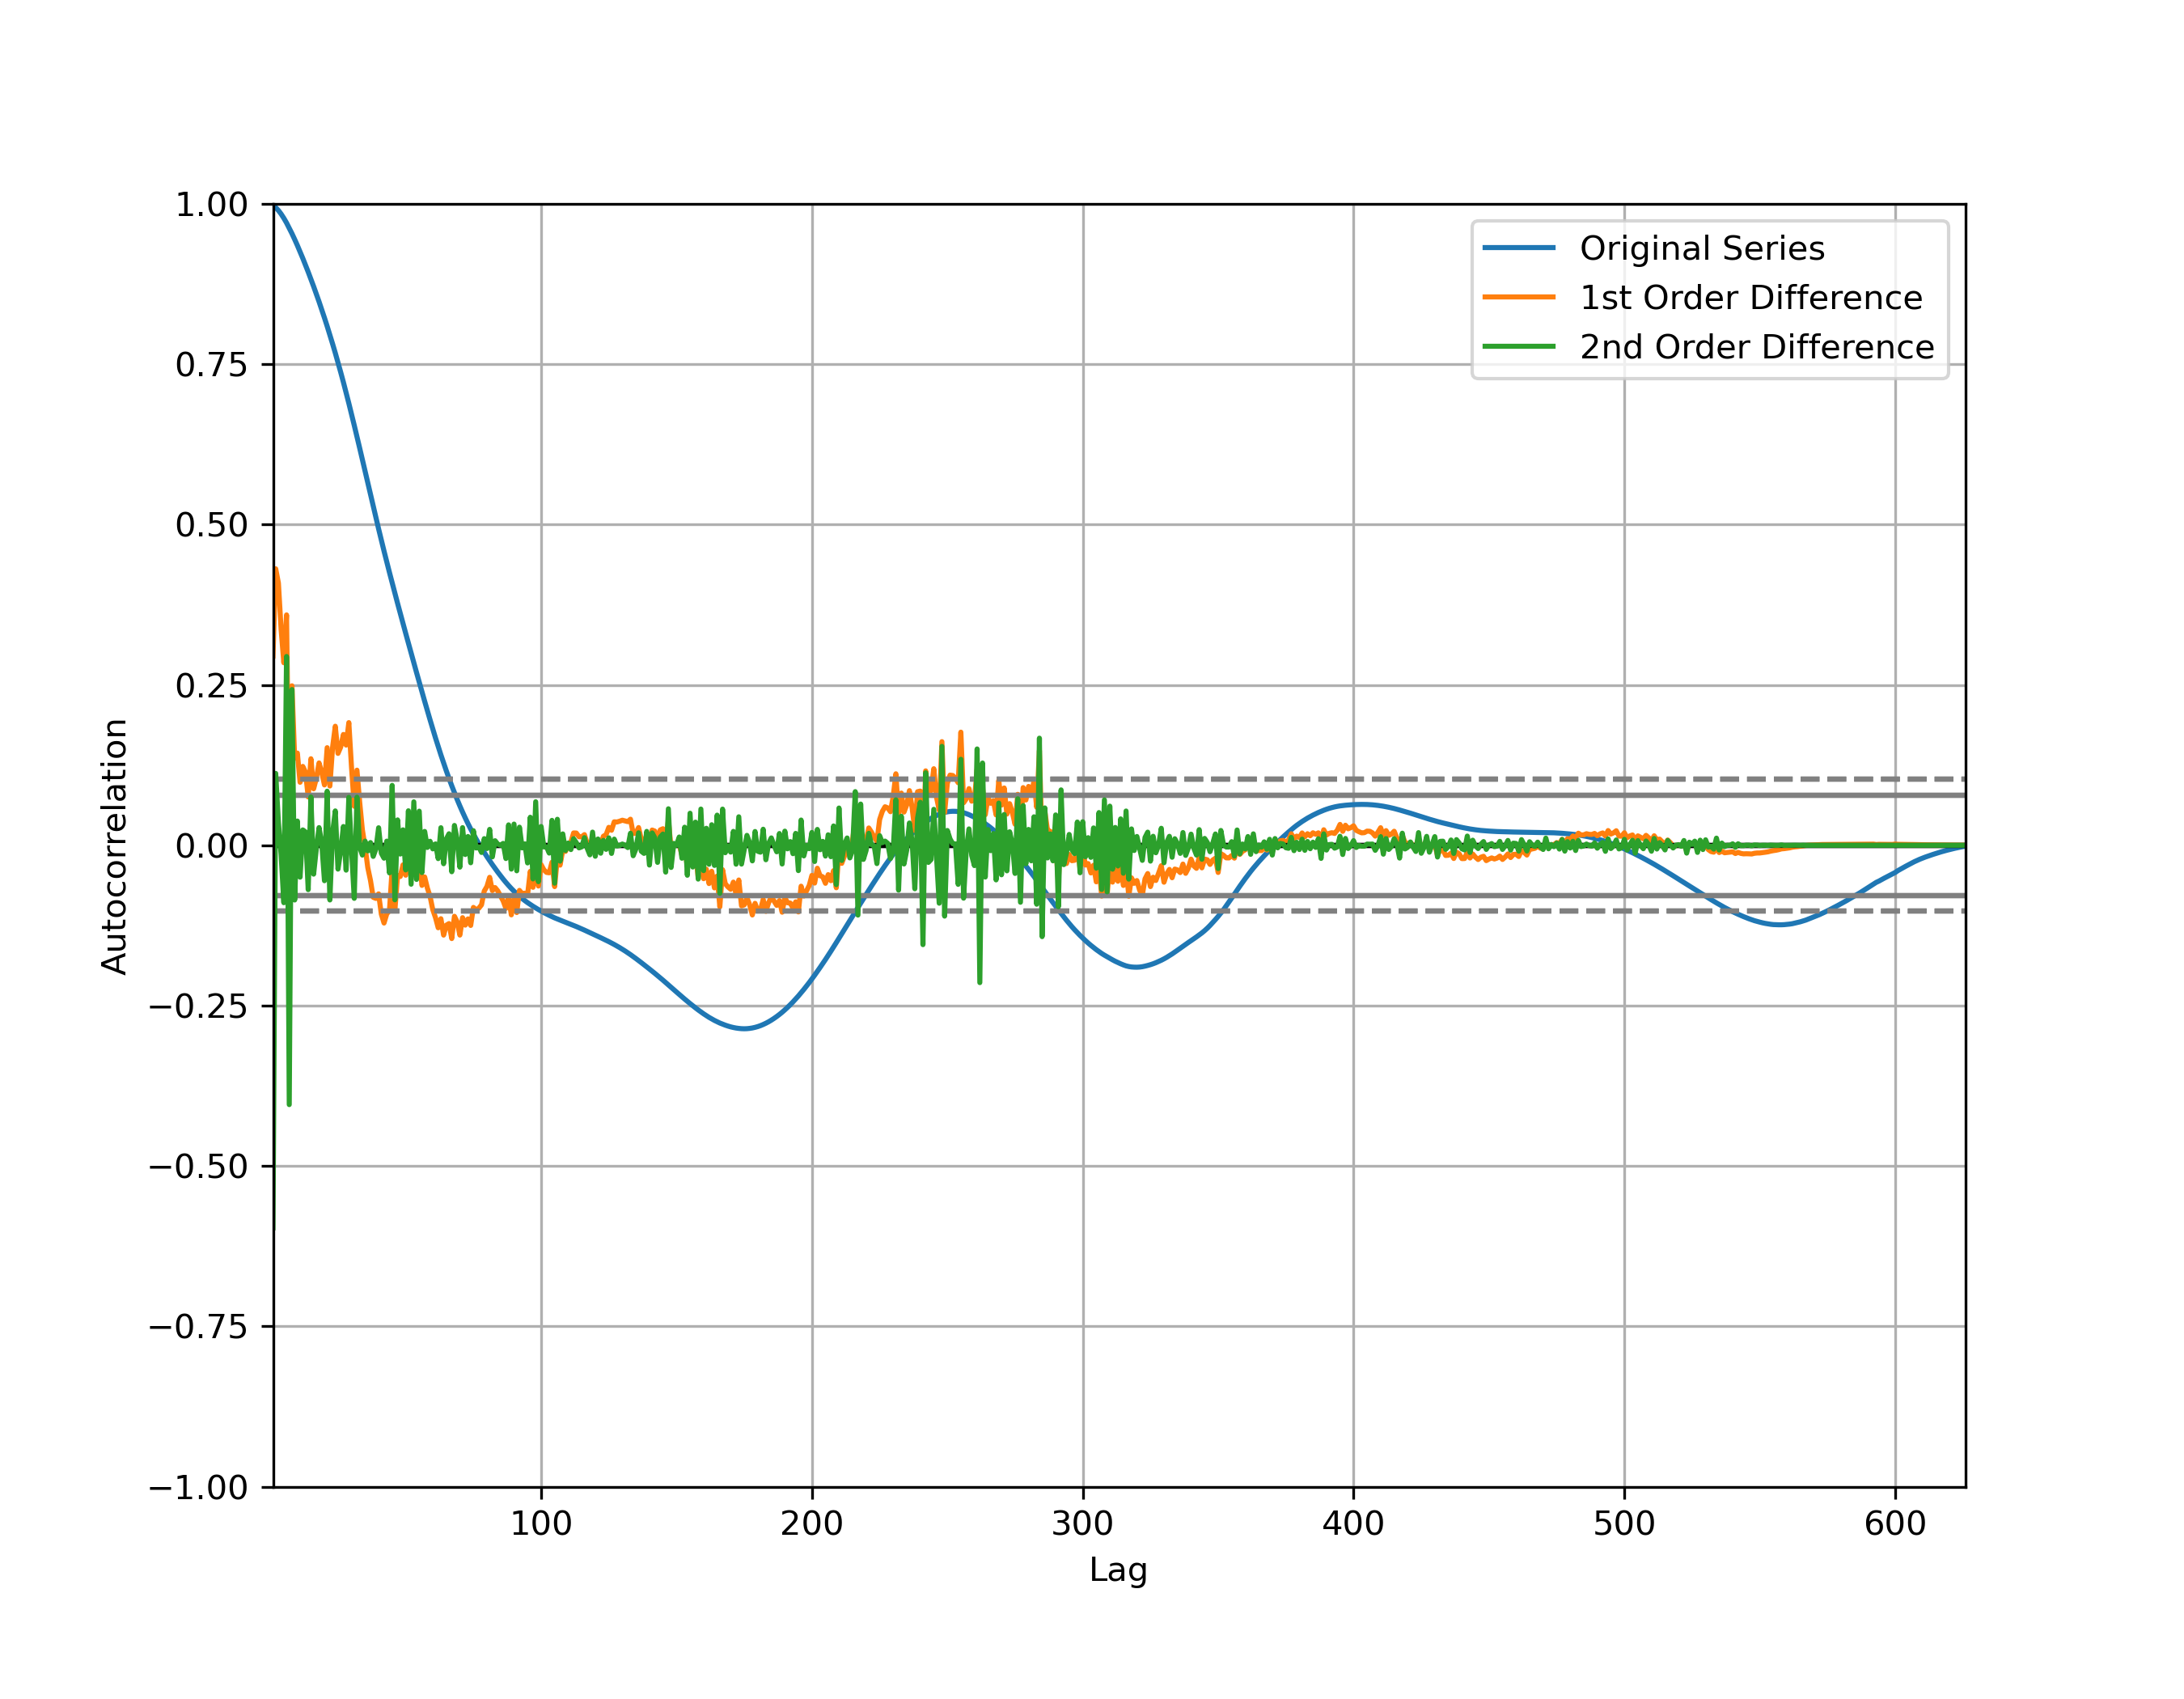 1.00
0.75
0.50
0.25
0.00
−0.25
−0.50
−0.75
−1.00
Autocorrelation
Original Series
1st Order Difference
2nd Order Difference
100 200 300 400 500 600
Lag